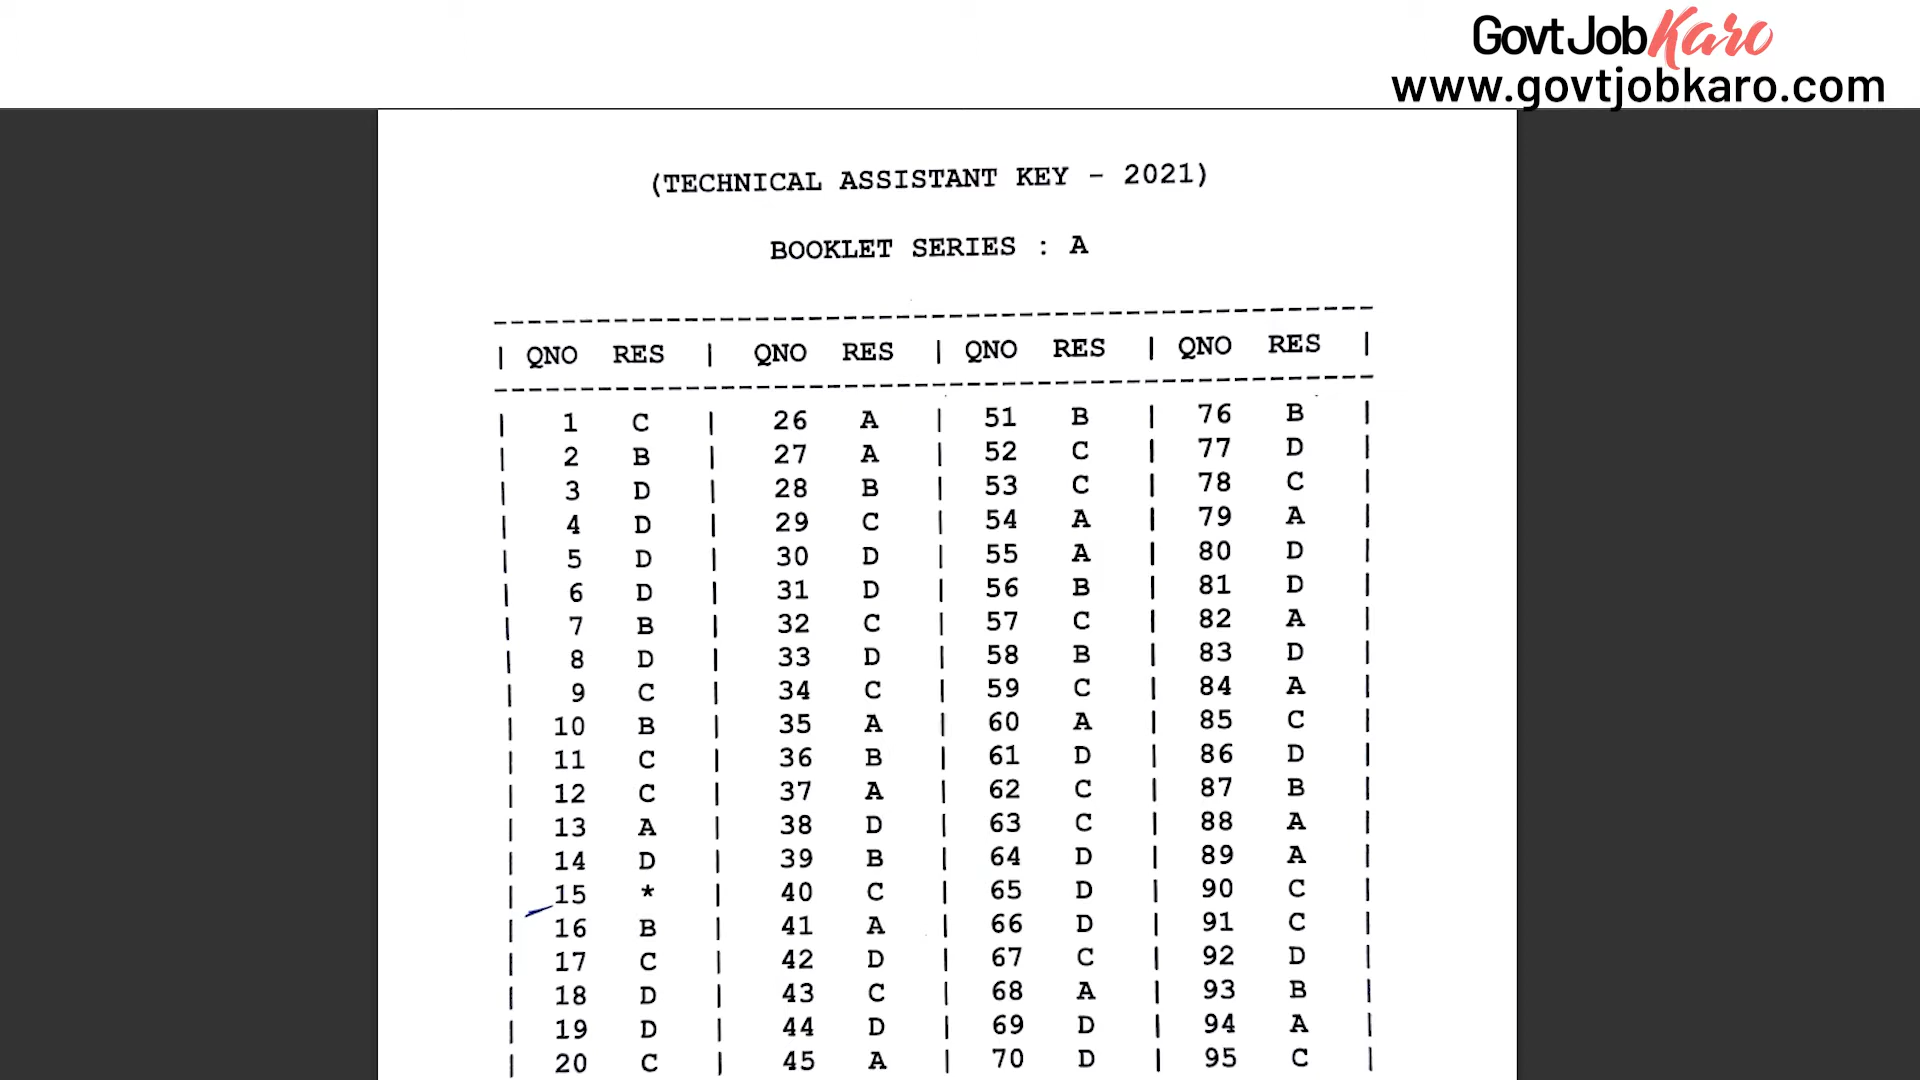 GovtJobKaro
www.govtjobkaro.com
(TECHNICAL ASSISTANT KEY - 2021)
BOOKLET SERIES : A
| QNO RES | QNO RES | QNO RES | QNO RES |
| 1 C | 26 A | 51 B | 76 B |
| 2 B | 27 A | 52 C | 77 D |
| 3 D | 28 B | 53 C | 78 C |
| 4 D | 29 C | 54 A | 79 A |
| 5 D | 30 D | 55 A | 80 D |
| 6 D | 31 D | 56 B | 81 D |
| 7 B | 32 C | 57 C | 82 A |
| 8 D | 33 D | 58 B | 83 D |
| 9 C | 34 C | 59 C | 84 A |
| 10 B | 35 A | 60 A | 85 C |
| 11 C | 36 B | 61 D | 86 D |
| 12 C | 37 A | 62 C | 87 B |
| 13 A | 38 D | 63 C | 88 A |
| 14 D | 39 B | 64 D | 89 A |
| 15 * | 40 C | 65 D | 90 C |
| 16 B | 41 A | 66 D | 91 C |
| 17 C | 42 D | 67 C | 92 D |
| 18 D | 43 C | 68 A | 93 B |
| 19 D | 44 D | 69 D | 94 A |
| 20 C | 45 A | 70 D | 95 C |